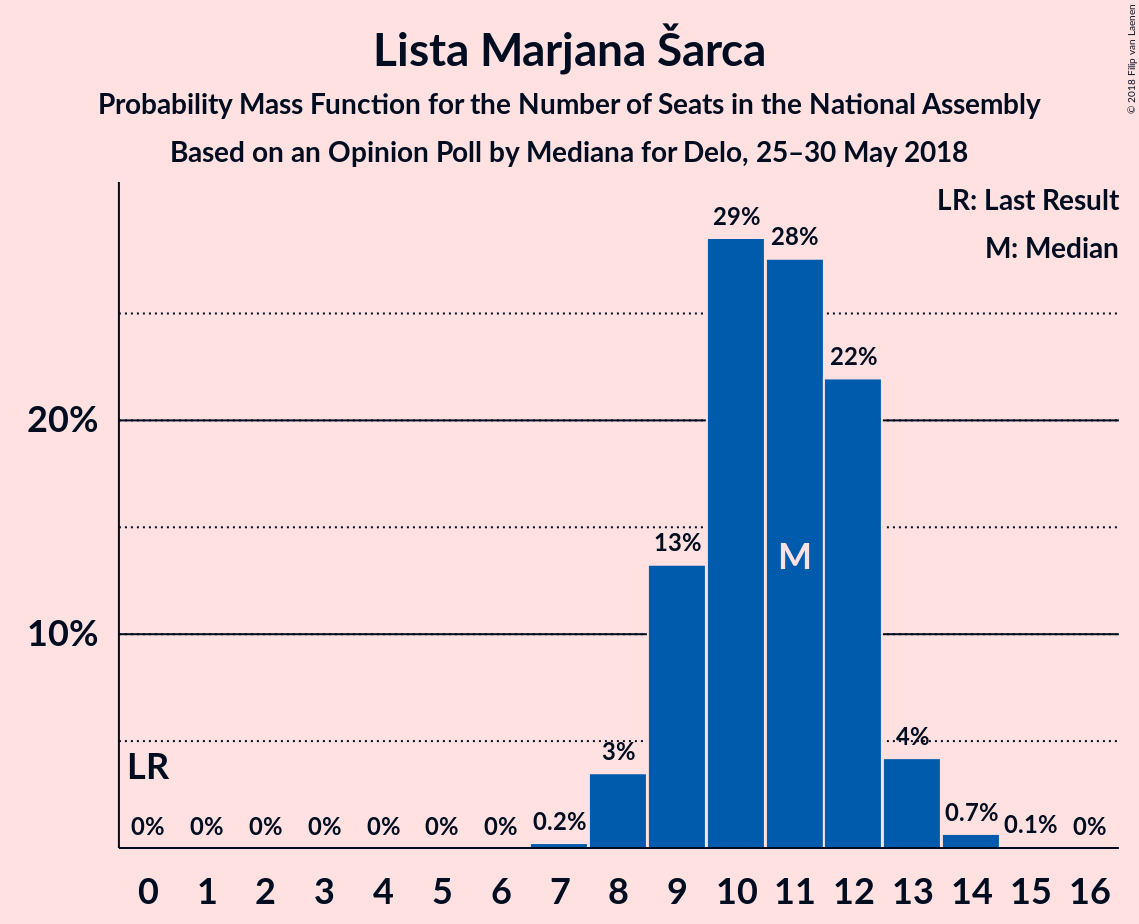 Lista Marjana Šarca
Probability Mass Function for the Number of Seats in the National Assembly
Based on an Opinion Poll by Mediana for Delo, 25–30 May 2018
© 2018 Filip van Laenen
LR: Last Result
M: Median
29%
28%
22%
20%
13%
M
10%
4%
3%
LR
0% 0% 0% 0% 0% 0% 0% 0.2% 0.7% 0.1% 0%
0 1 2 3 4 5 6 7 8 9 10 11 12 13 14 15 16